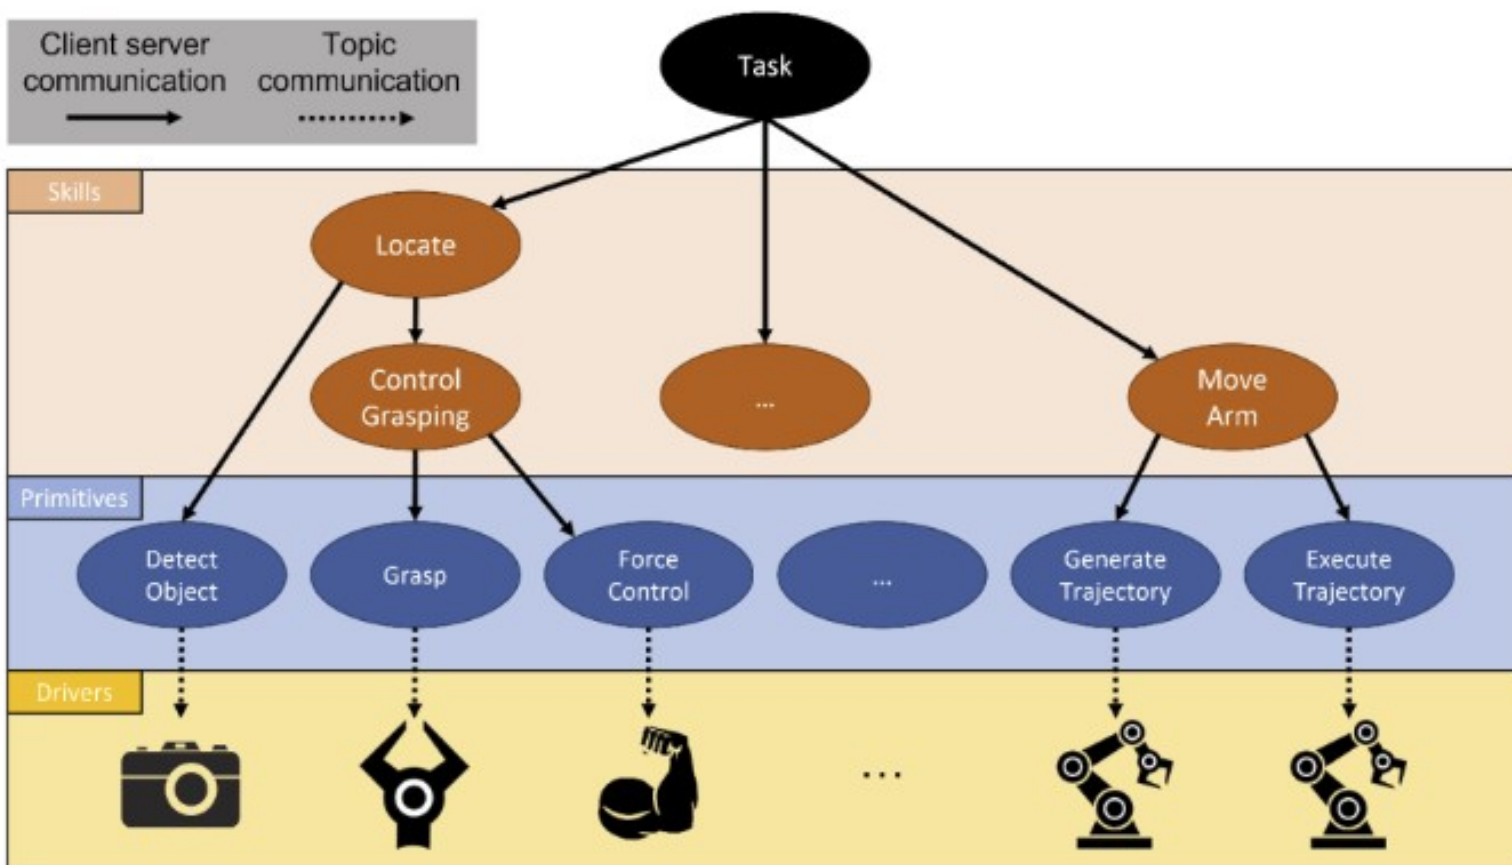 Client server
communication
Topic
communication
Task
Skills
Locate
Control
Grasping
...
Move
Arm
Primitives
Detect
Object
Grasp
Force
Control
...
Generate
Trajectory
Execute
Trajectory
Drivers
...